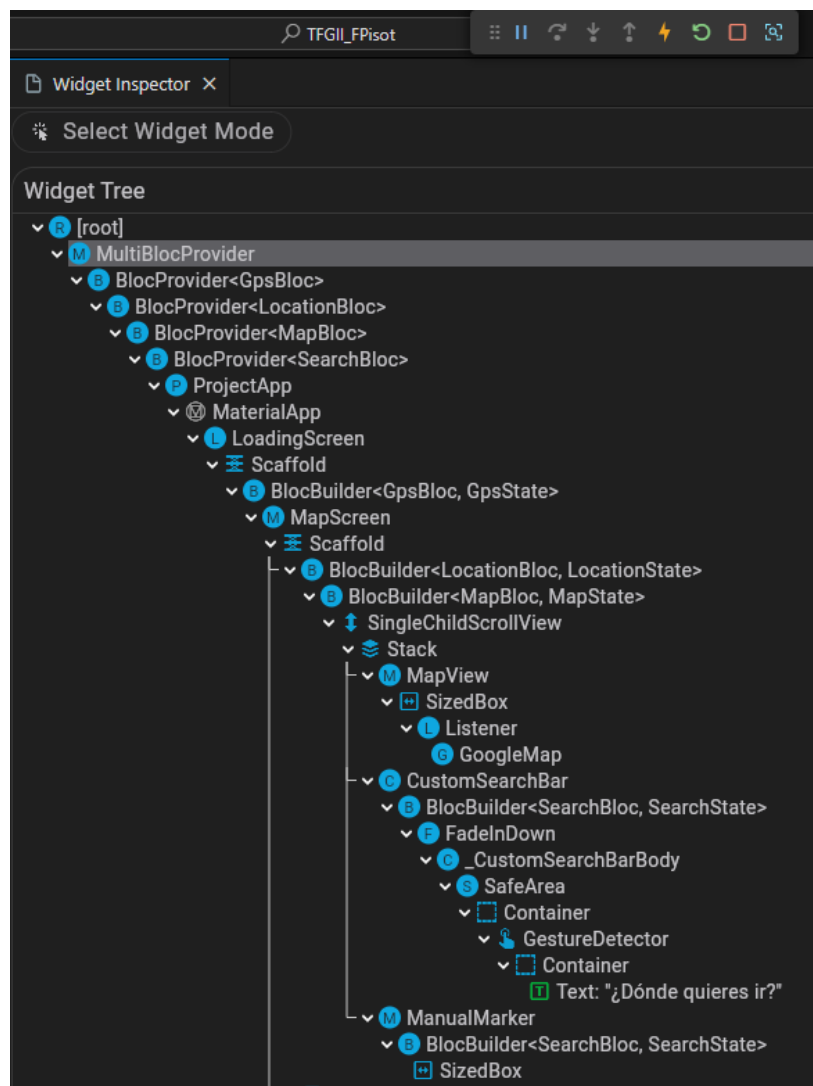 TFGII_FPisot
Widget Inspector
Select Widget Mode
Widget Tree
R [root]
M MultiBlocProvider
B BlocProvider<GpsBloc>
B BlocProvider<LocationBloc>
B BlocProvider<MapBloc>
B BlocProvider<SearchBloc>
P ProjectApp
M MaterialApp
L LoadingScreen
Scaffold
B BlocBuilder<GpsBloc, GpsState>
M MapScreen
Scaffold
B BlocBuilder<LocationBloc, LocationState>
B BlocBuilder<MapBloc, MapState>
SingleChildScrollView
Stack
M MapView
SizedBox
L Listener
G GoogleMap
C CustomSearchBar
B BlocBuilder<SearchBloc, SearchState>
F FadeInDown
C _CustomSearchBarBody
S SafeArea
Container
GestureDetector
Container
T Text: "¿Dónde quieres ir?"
M ManualMarker
B BlocBuilder<SearchBloc, SearchState>
SizedBox